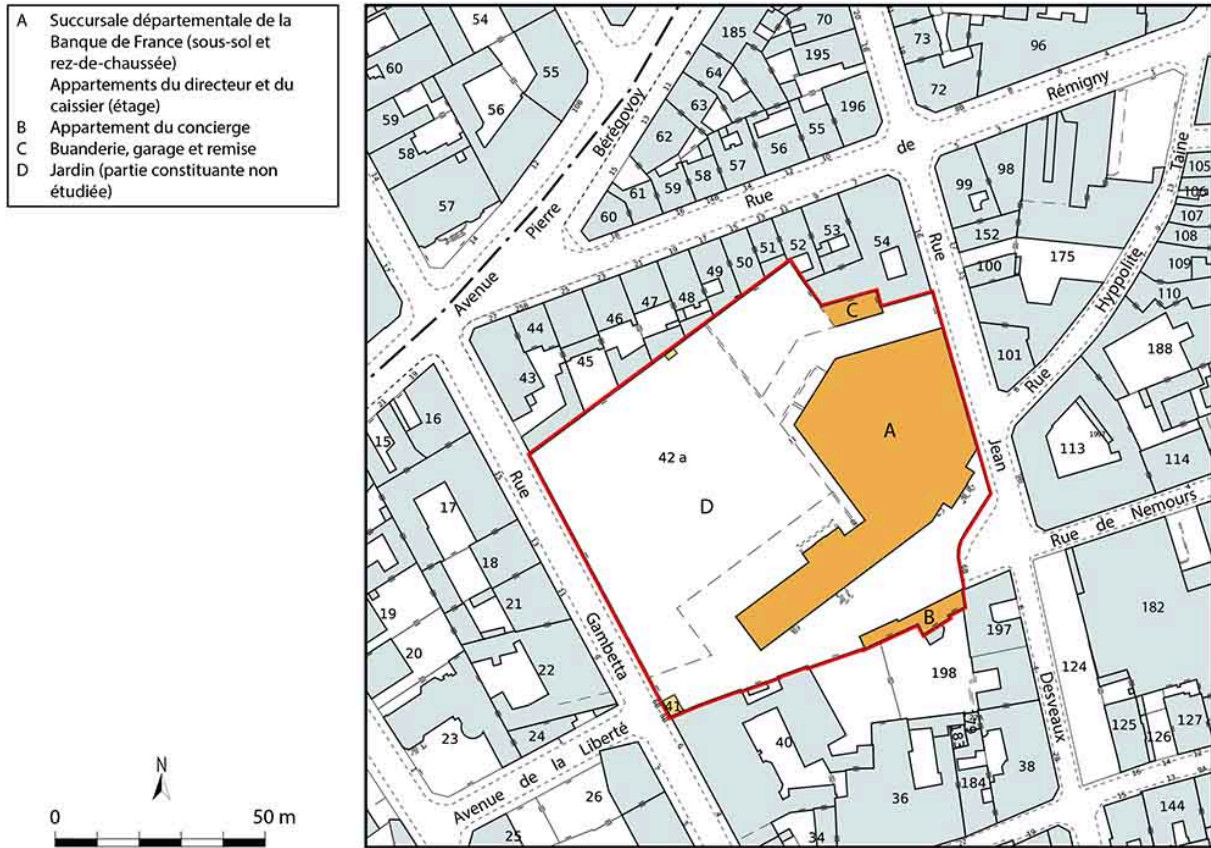 A Succursale départementale de la
Banque de France (sous-sol et
rez-de-chaussée)
Appartements du directeur et du
caissier (étage)
B Appartement du concierge
C Buanderie, garage et remise
D Jardin (partie constituante non
étudiée)
54
185
70
73
96
60
55
64
195
72
Rémigny
56
59
63
196
Bérégovoy
62
55
de
Taine
58
57
56
98
105
57
61
59
58
99
106
60
Rue
107
Pierre
53
152
108
51
52
54
Rue
50
100
175
109
Avenue
49
Hyppolite
47
48
110
44
46
C
101
188
45
43
Rue
16
A
15
Jean
113
42 a
114
Rue
17
D
Rue de Nemours
18
182
21
19
B
197
20
22
Gambetta
198
124
41
Desveaux
23
24
40
183
125
126
127
Avenue de la Liberté
38
184
26
36
144
25
34
N
0 50 m